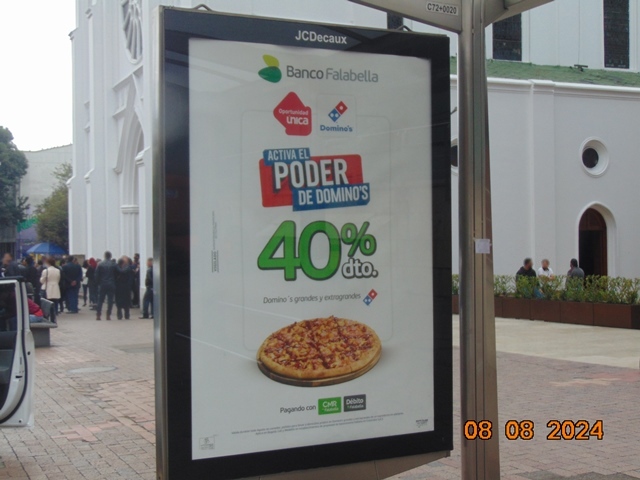 C72+0020
JCDecaux
Banco Falabella
Oportunidad
única
Domino's
ACTIVA EL
PODER
DE DOMINO'S
40%
dto.
Domino´s grandes y extragrandes
Pagando con CMR Débito
08 08 2024